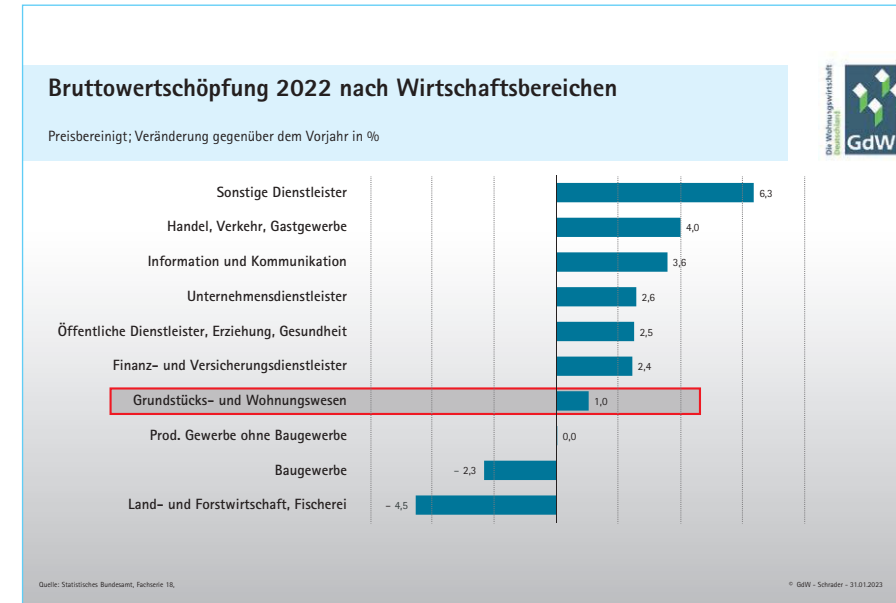 Bruttowertschöpfung 2022 nach Wirtschaftsbereichen
Preisbereinigt; Veränderung gegenüber dem Vorjahr in %
Die Wohnungswirtschaft
Deutschland
GdW
Sonstige Dienstleister 6,3
Handel, Verkehr, Gastgewerbe 4,0
Information und Kommunikation 3,6
Unternehmensdienstleister 2,6
Öffentliche Dienstleister, Erziehung, Gesundheit 2,5
Finanz- und Versicherungsdienstleister 2,4
Grundstücks- und Wohnungswesen 1,0
Prod. Gewerbe ohne Baugewerbe 0,0
Baugewerbe – 2,3
Land- und Forstwirtschaft, Fischerei – 4,5
Quelle: Statistisches Bundesamt, Fachserie 18,
© GdW - Schrader - 31.01.2023